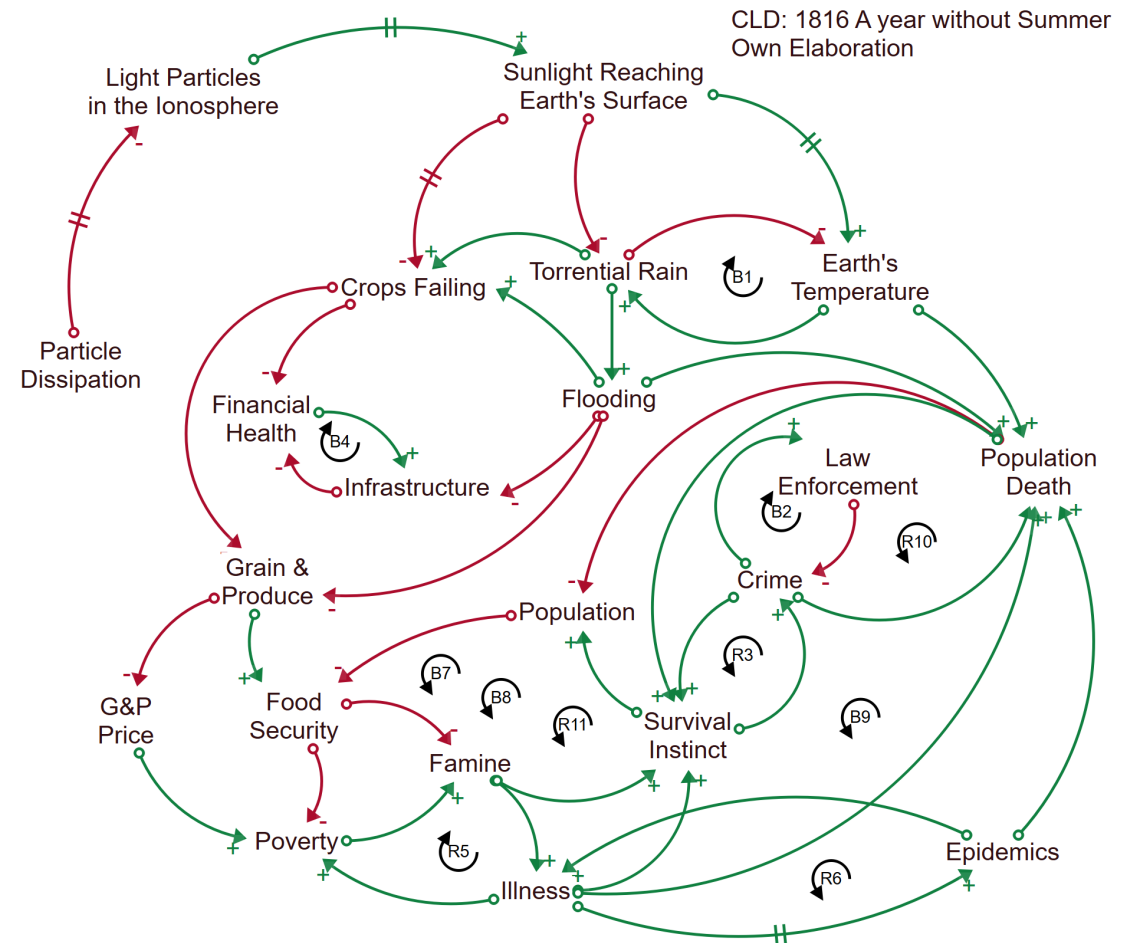 CLD: 1816 A year without Summer
Own Elaboration
+
Light Particles
in the Ionosphere
-
Sunlight Reaching
Earth's Surface
Particle
Dissipation
-
+
-
Torrential Rain
+
-
+
Earth's
Temperature
B1
-
+
Crops Failing
+
+
Flooding
-
Financial
Health
B4
+
-
Infrastructure
-
+
+
Population
Death
+
+
+
Law
Enforcement
B2
R10
-
Crime
+
Grain &
Produce
-
-
Population
+
-
+
-
G&P
Price
Food
Security
B7
B8
R11
R3
B9
+
+
Survival
Instinct
-
Famine
+
+
+
-
Poverty
+
+
R5
+
Illness
+
R6
Epidemics
+